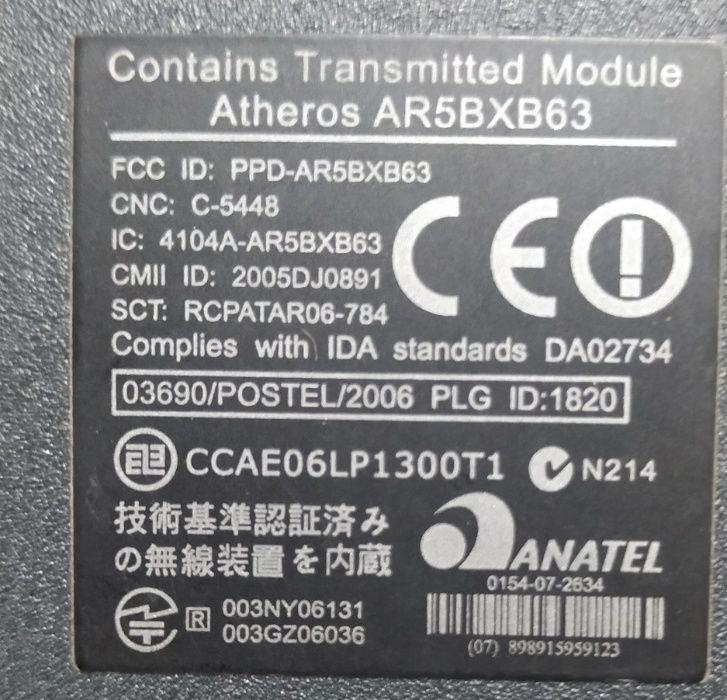 Contains Transmitted Module
Atheros AR5BXB63
FCC ID: PPD-AR5BXB63
CNC: C-5448
IC: 4104A-AR5BXB63
CMII ID: 2005DJ0891
SCT: RCPATAR06-784
CE
Complies with IDA standards DA02734
03690/POSTEL/2006 PLG ID:1820
CCAE06LP1300T1 N214
技術基準認証済み
の無線装置を内蔵
ANATEL
0154-07-2634
R 003NY06131
003GZ06036
(07) 898915959123